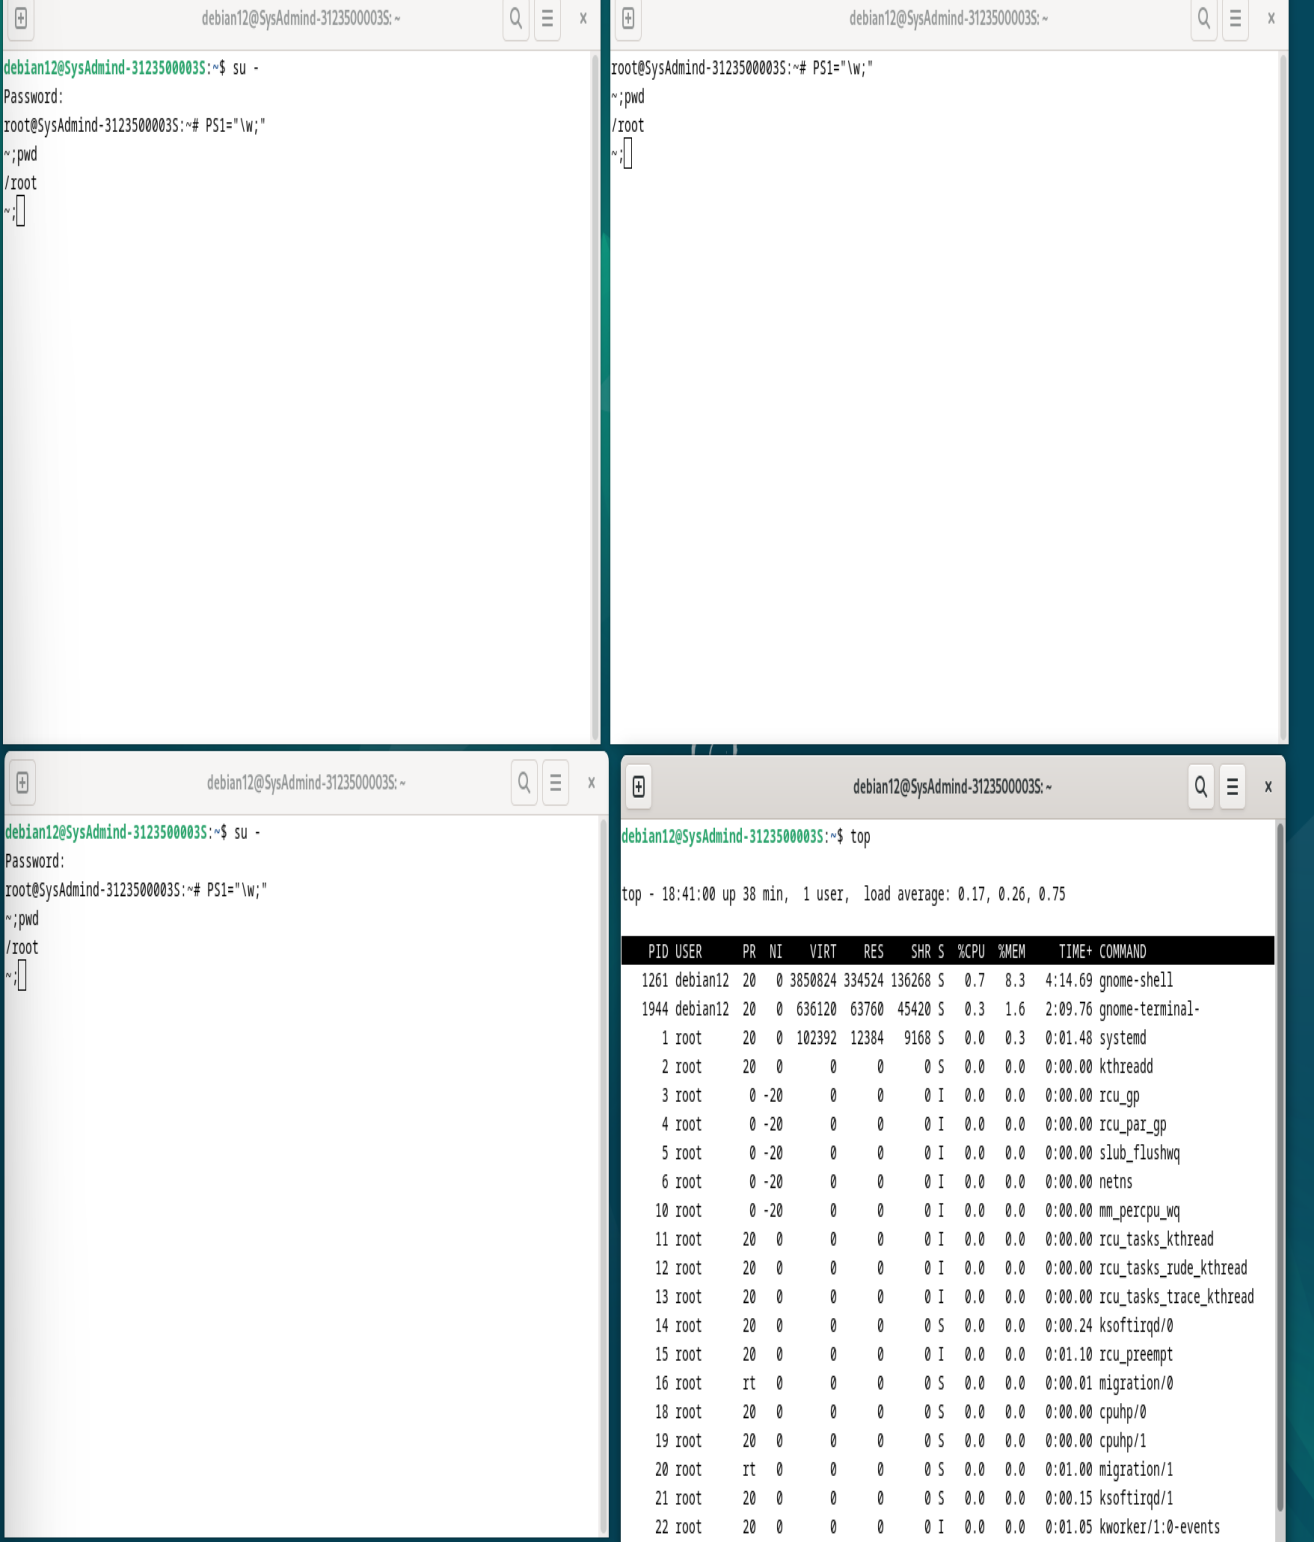 debian12@SysAdmind-3123500003S: ~
debian12@SysAdmind-3123500003S:~$ su -
Password:
root@SysAdmind-3123500003S:~# PS1="\w;"
~;pwd
/root
~;
debian12@SysAdmind-3123500003S: ~
root@SysAdmind-3123500003S:~# PS1="\w;"
~;pwd
/root
~;
debian12@SysAdmind-3123500003S: ~
debian12@SysAdmind-3123500003S:~$ su -
Password:
root@SysAdmind-3123500003S:~# PS1="\w;"
~;pwd
/root
~;
debian12@SysAdmind-3123500003S: ~
debian12@SysAdmind-3123500003S:~$ top
top - 18:41:00 up 38 min,  1 user,  load average: 0.17, 0.26, 0.75
PID USER PR NI VIRT RES SHR S %CPU %MEM TIME+ COMMAND
1261 debian12 20 0 3850824 334524 136268 S 0.7 8.3 4:14.69 gnome-shell
1944 debian12 20 0 636120 63760 45420 S 0.3 1.6 2:09.76 gnome-terminal-
1 root 20 0 102392 12384 9168 S 0.0 0.3 0:01.48 systemd
2 root 20 0 0 0 0 S 0.0 0.0 0:00.00 kthreadd
3 root 0 -20 0 0 0 I 0.0 0.0 0:00.00 rcu_gp
4 root 0 -20 0 0 0 I 0.0 0.0 0:00.00 rcu_par_gp
5 root 0 -20 0 0 0 I 0.0 0.0 0:00.00 slub_flushwq
6 root 0 -20 0 0 0 I 0.0 0.0 0:00.00 netns
10 root 0 -20 0 0 0 I 0.0 0.0 0:00.00 mm_percpu_wq
11 root 20 0 0 0 0 I 0.0 0.0 0:00.00 rcu_tasks_kthread
12 root 20 0 0 0 0 I 0.0 0.0 0:00.00 rcu_tasks_rude_kthread
13 root 20 0 0 0 0 I 0.0 0.0 0:00.00 rcu_tasks_trace_kthread
14 root 20 0 0 0 0 S 0.0 0.0 0:00.24 ksoftirqd/0
15 root 20 0 0 0 0 I 0.0 0.0 0:01.10 rcu_preempt
16 root rt 0 0 0 0 S 0.0 0.0 0:00.01 migration/0
18 root 20 0 0 0 0 S 0.0 0.0 0:00.00 cpuhp/0
19 root 20 0 0 0 0 S 0.0 0.0 0:00.00 cpuhp/1
20 root rt 0 0 0 0 S 0.0 0.0 0:01.00 migration/1
21 root 20 0 0 0 0 S 0.0 0.0 0:00.15 ksoftirqd/1
22 root 20 0 0 0 0 I 0.0 0.0 0:01.05 kworker/1:0-events